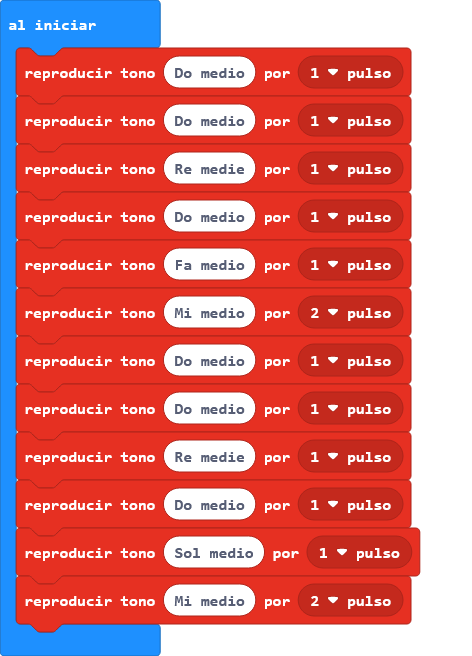 al iniciar
reproducir tono Do medio por 1 pulso
reproducir tono Do medio por 1 pulso
reproducir tono Re medie por 1 pulso
reproducir tono Do medio por 1 pulso
reproducir tono Fa medio por 1 pulso
reproducir tono Mi medio por 2 pulso
reproducir tono Do medio por 1 pulso
reproducir tono Do medio por 1 pulso
reproducir tono Re medie por 1 pulso
reproducir tono Do medio por 1 pulso
reproducir tono Sol medio por 1 pulso
reproducir tono Mi medio por 2 pulso